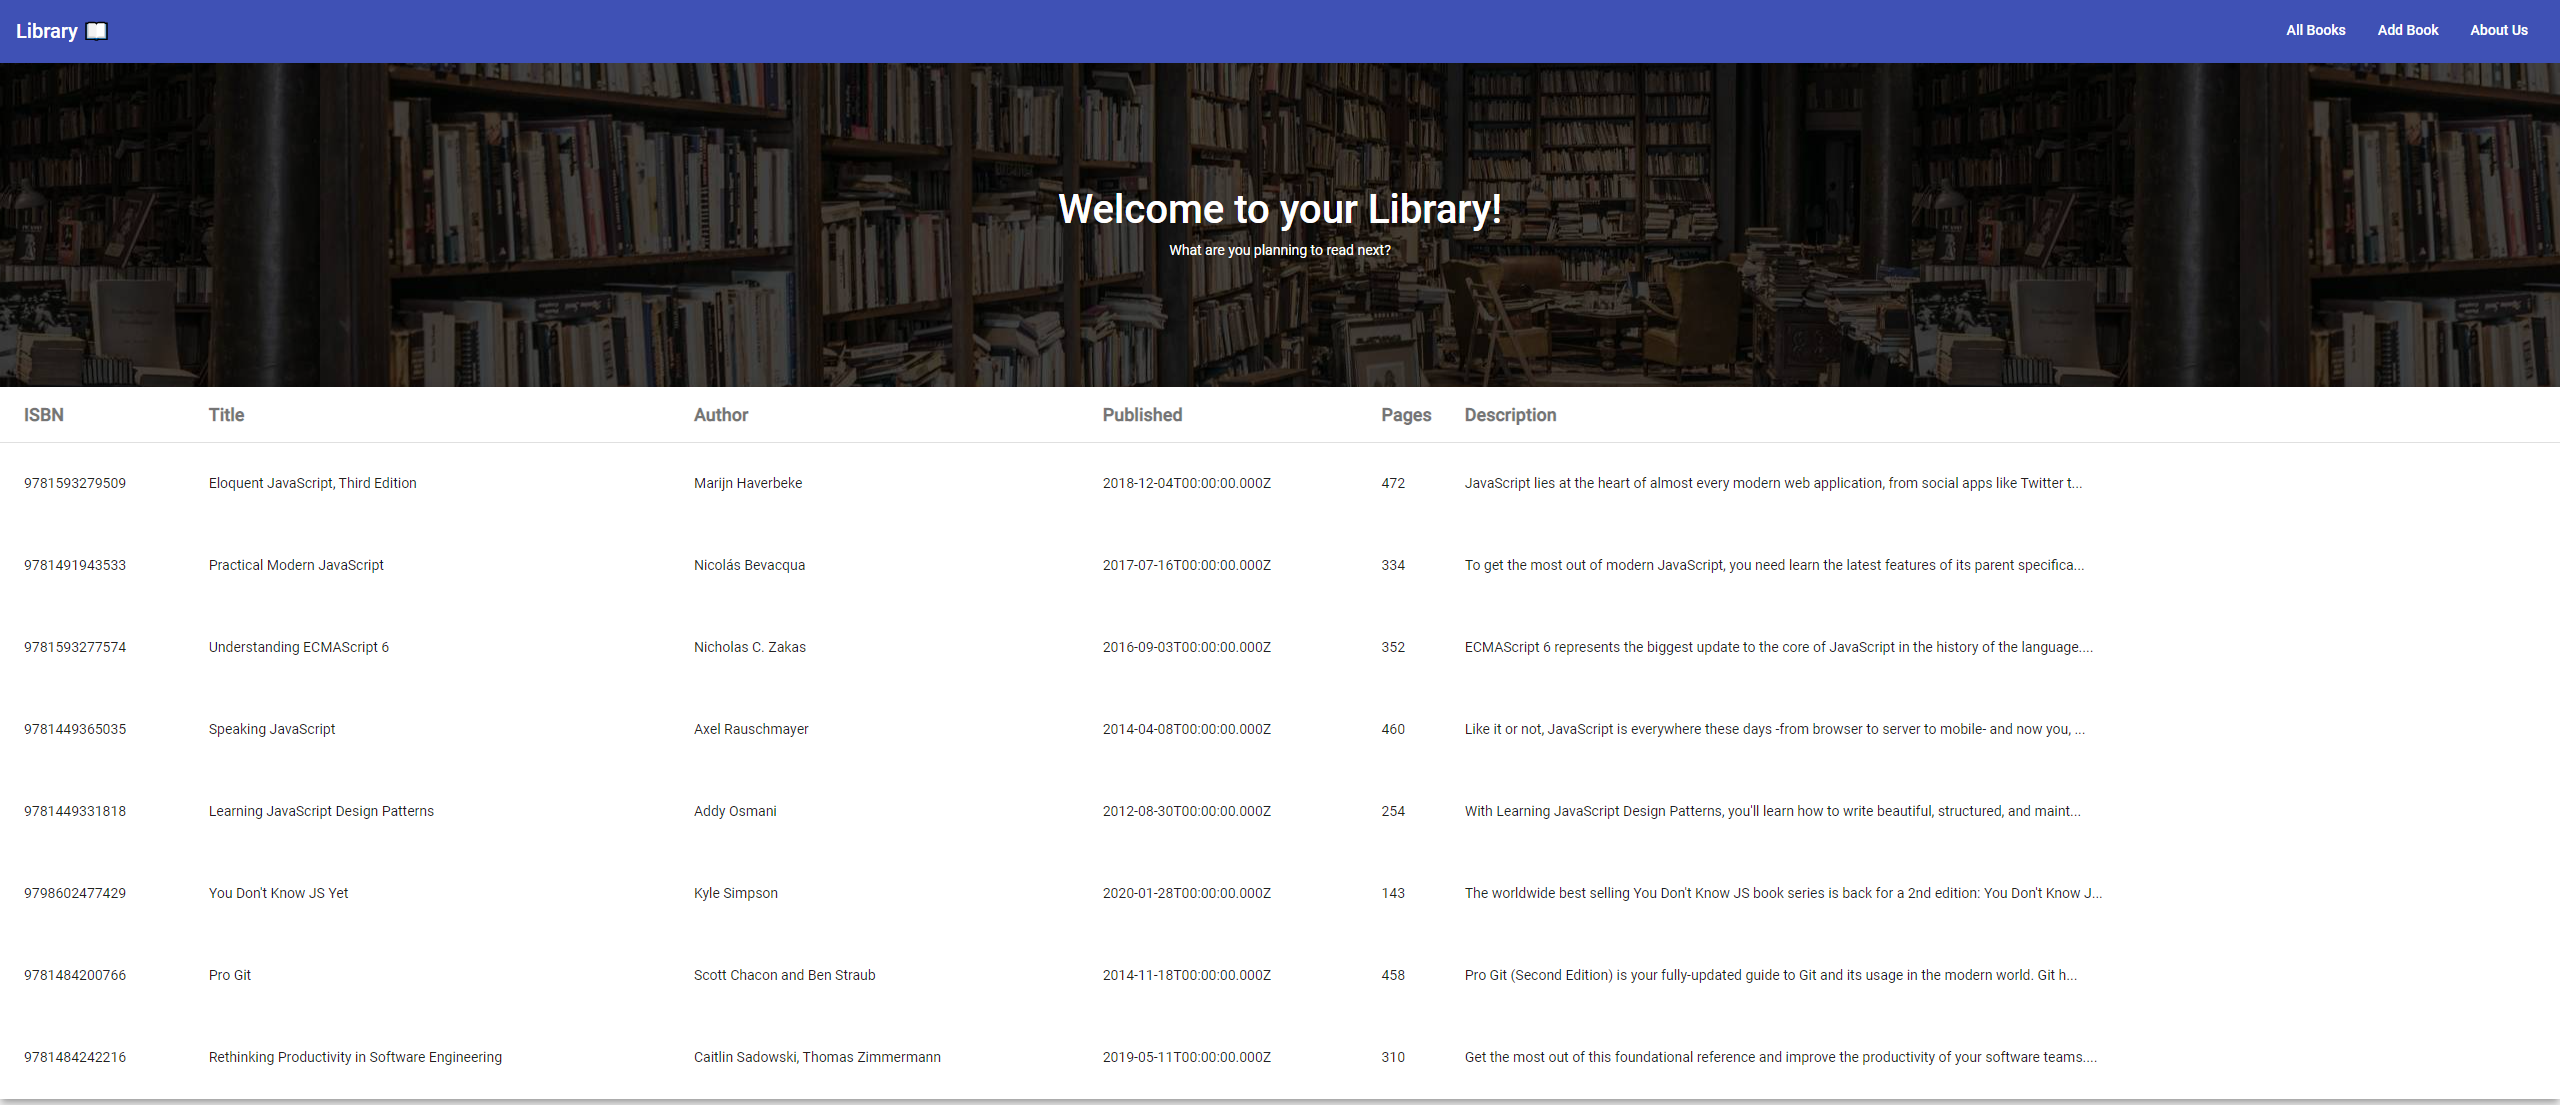 Library
All Books Add Book About Us
Welcome to your Library!
What are you planning to read next?
ISBN Title Author Published Pages Description
9781593279509 Eloquent JavaScript, Third Edition Marijn Haverbeke 2018-12-04T00:00:00.000Z 472 JavaScript lies at the heart of almost every modern web application, from social apps like Twitter t...
9781491943533 Practical Modern JavaScript Nicolás Bevacqua 2017-07-16T00:00:00.000Z 334 To get the most out of modern JavaScript, you need learn the latest features of its parent specifica...
9781593277574 Understanding ECMAScript 6 Nicholas C. Zakas 2016-09-03T00:00:00.000Z 352 ECMAScript 6 represents the biggest update to the core of JavaScript in the history of the language....
9781449365035 Speaking JavaScript Axel Rauschmayer 2014-04-08T00:00:00.000Z 460 Like it or not, JavaScript is everywhere these days -from browser to server to mobile- and now you, ...
9781449331818 Learning JavaScript Design Patterns Addy Osmani 2012-08-30T00:00:00.000Z 254 With Learning JavaScript Design Patterns, you'll learn how to write beautiful, structured, and maint...
9798602477429 You Don't Know JS Yet Kyle Simpson 2020-01-28T00:00:00.000Z 143 The worldwide best selling You Don't Know JS book series is back for a 2nd edition: You Don't Know J...
9781484200766 Pro Git Scott Chacon and Ben Straub 2014-11-18T00:00:00.000Z 458 Pro Git (Second Edition) is your fully-updated guide to Git and its usage in the modern world. Git h...
9781484242216 Rethinking Productivity in Software Engineering Caitlin Sadowski, Thomas Zimmermann 2019-05-11T00:00:00.000Z 310 Get the most out of this foundational reference and improve the productivity of your software teams....